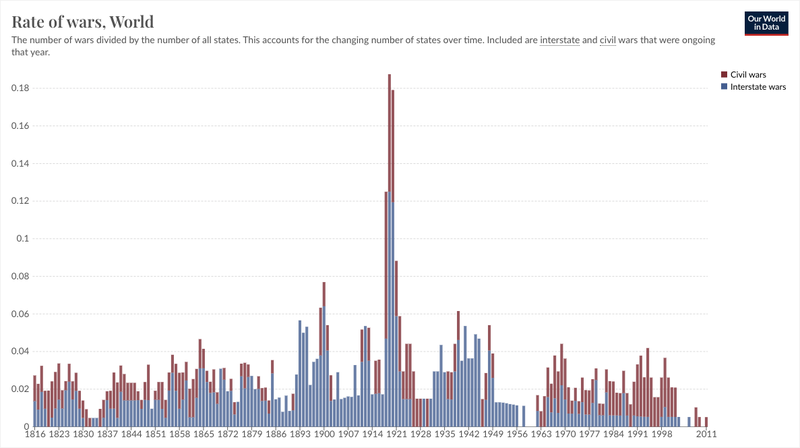 Rate of wars, World
Our World
in Data
The number of wars divided by the number of all states. This accounts for the changing number of states over time. Included are interstate and civil wars that were ongoing
that year.
Civil wars
Interstate wars
0.18
0.16
0.14
0.12
0.1
0.08
0.06
0.04
0.02
0
1816 1823 1830 1837 1844 1851 1858 1865 1872 1879 1886 1893 1900 1907 1914 1921 1928 1935 1942 1949 1956 1963 1970 1977 1984 1991 1998 2011